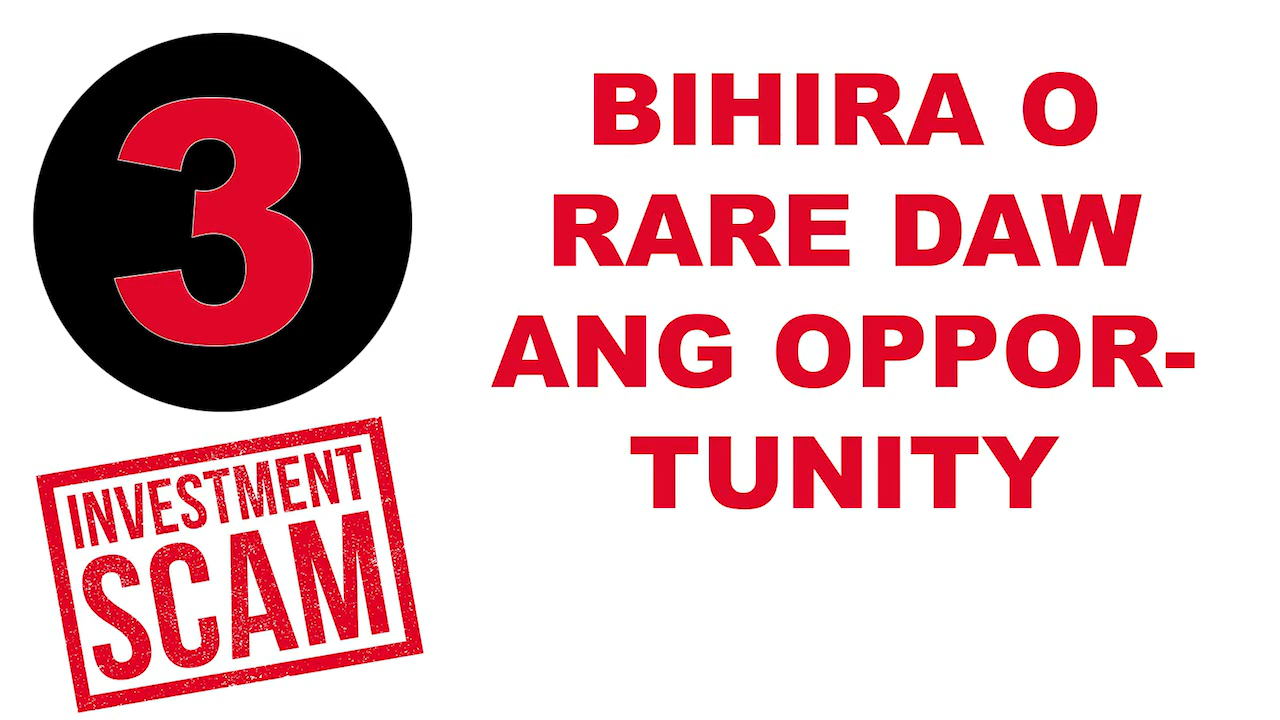 3
BIHIRA O
RARE DAW
ANG OPPOR-
TUNITY
INVESTMENT
SCAM